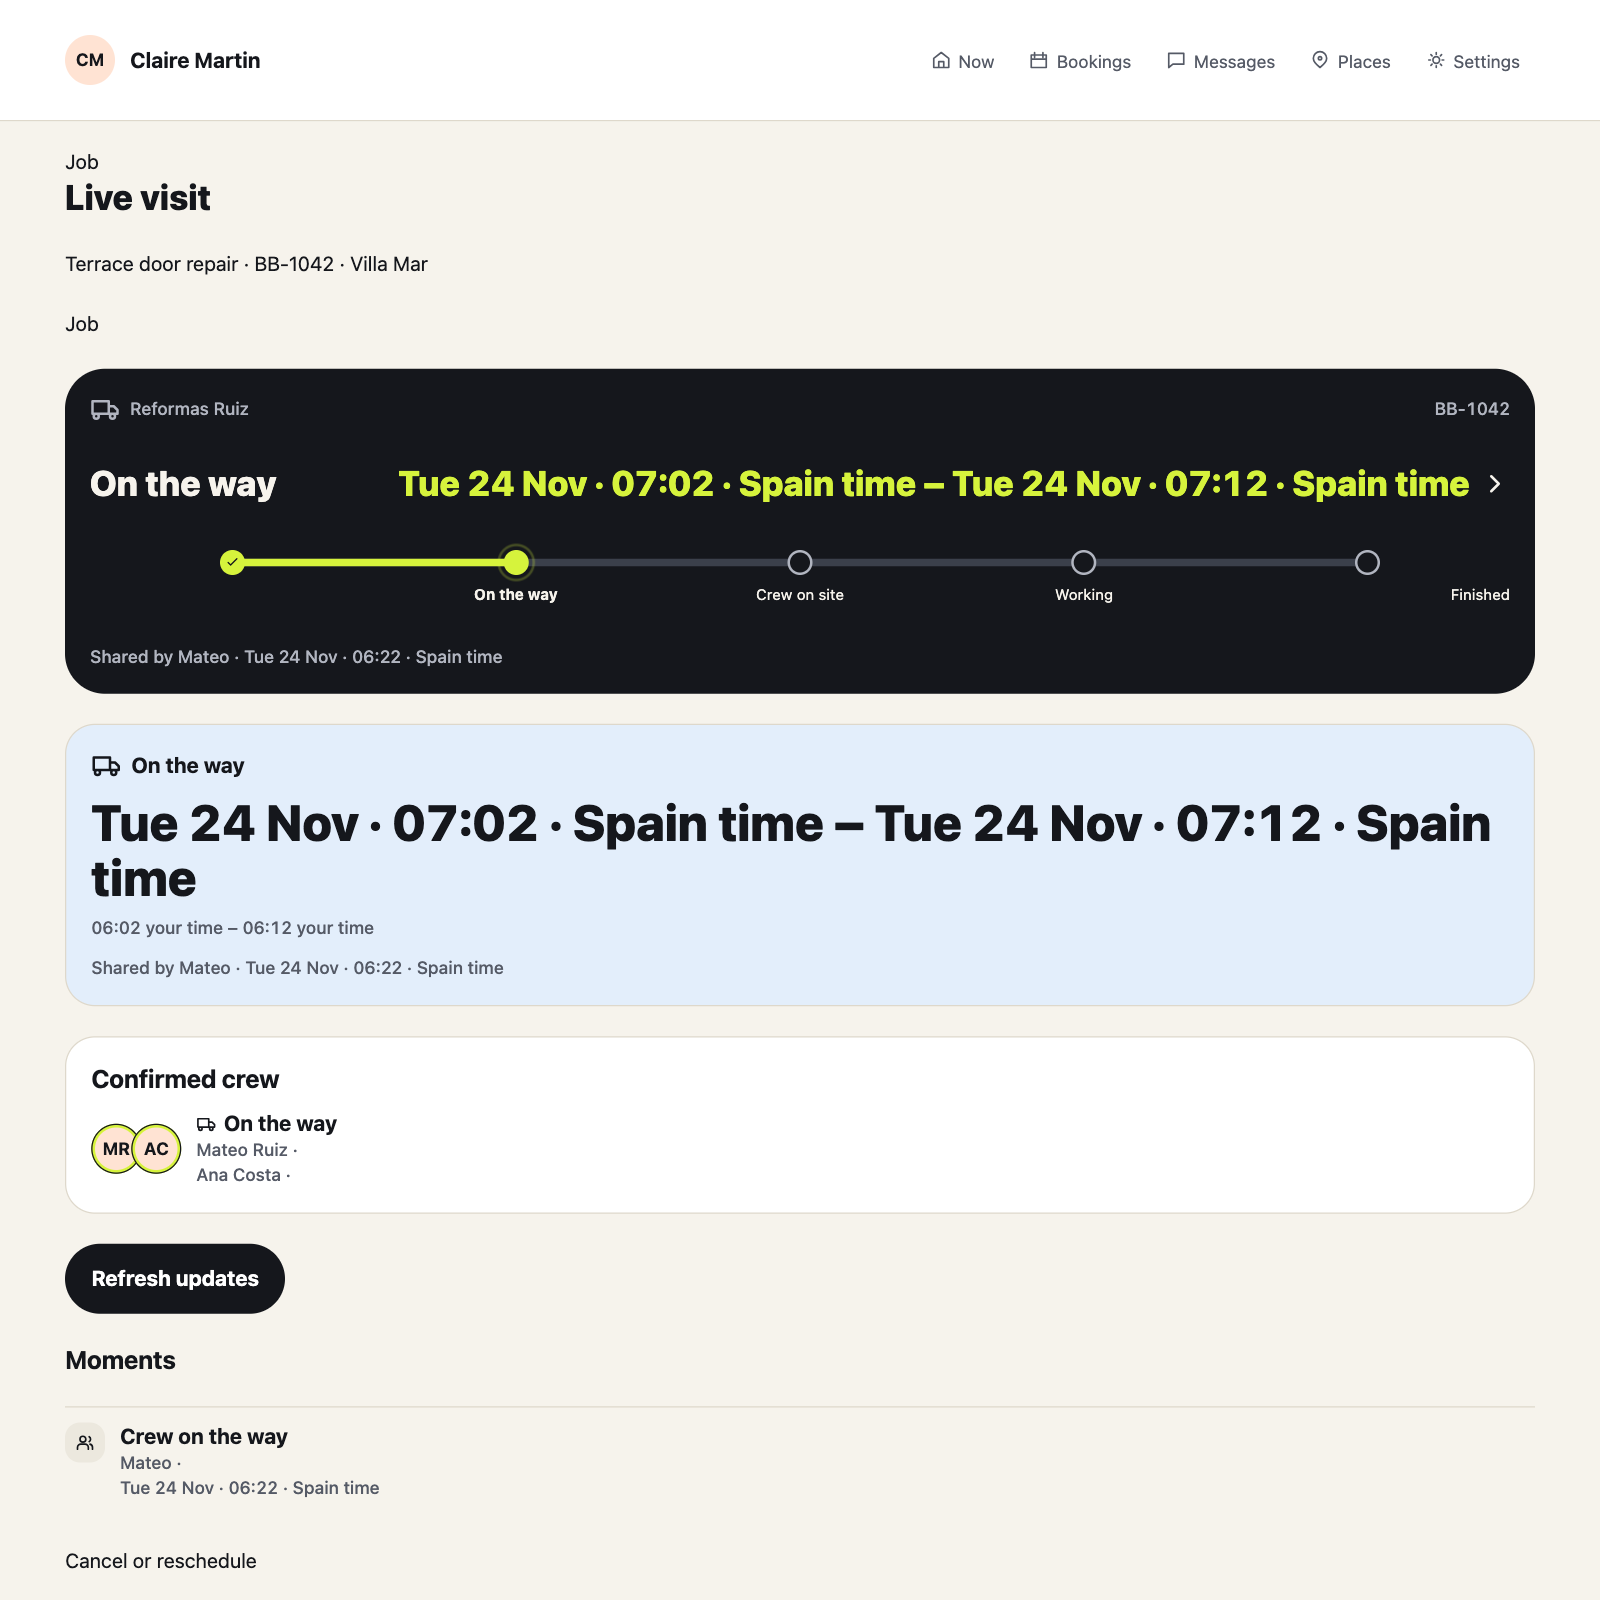 CM
Claire Martin
Now
Bookings
Messages
Places
Settings
Job
Live visit
Terrace door repair · BB-1042 · Villa Mar
Job
Reformas Ruiz
BB-1042
On the way
Tue 24 Nov · 07:02 · Spain time – Tue 24 Nov · 07:12 · Spain time
On the way
Crew on site
Working
Finished
Shared by Mateo · Tue 24 Nov · 06:22 · Spain time
On the way
Tue 24 Nov · 07:02 · Spain time – Tue 24 Nov · 07:12 · Spain
time
06:02 your time – 06:12 your time
Shared by Mateo · Tue 24 Nov · 06:22 · Spain time
Confirmed crew
MR
AC
On the way
Mateo Ruiz ·
Ana Costa ·
Refresh updates
Moments
Crew on the way
Mateo ·
Tue 24 Nov · 06:22 · Spain time
Cancel or reschedule